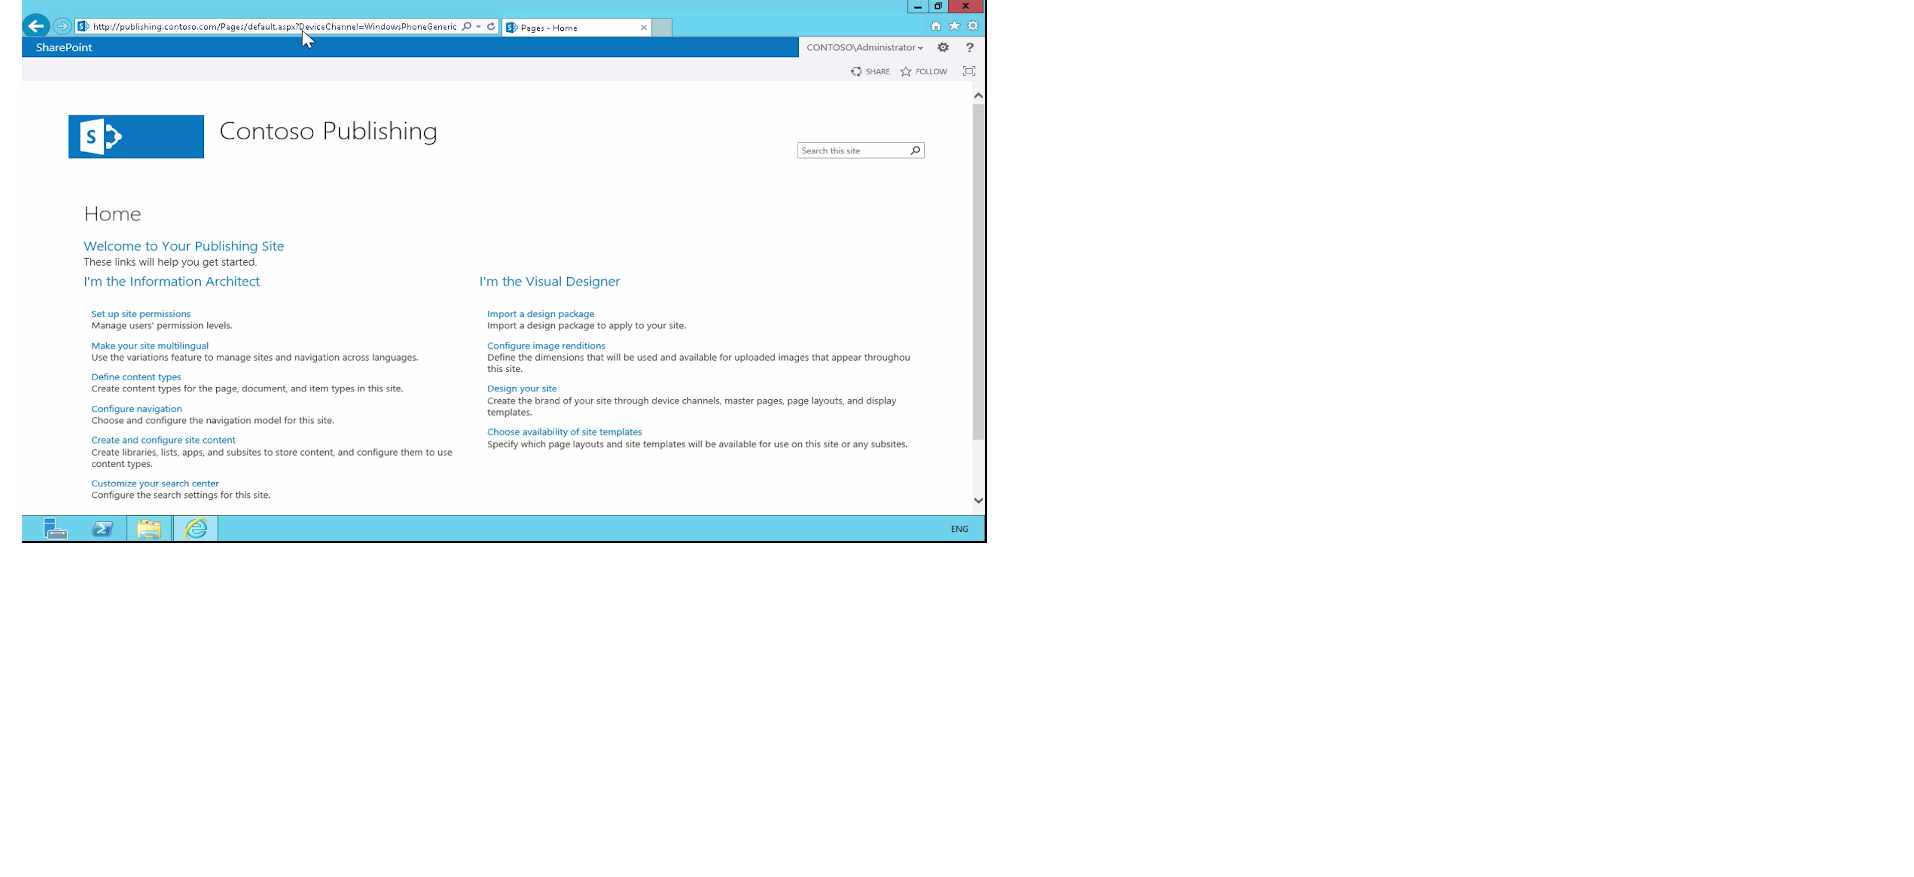 http://publishing.contoso.com/Pages/default.aspx?DeviceChannel=WindowsPhoneGeneric
Pages - Home
SharePoint
CONTOSO\Administrator
?
SHARE
FOLLOW
S
Contoso Publishing
Search this site
Home
Welcome to Your Publishing Site
These links will help you get started.
I'm the Information Architect
Set up site permissions
Manage users' permission levels.
Make your site multilingual
Use the variations feature to manage sites and navigation across languages.
Define content types
Create content types for the page, document, and item types in this site.
Configure navigation
Choose and configure the navigation model for this site.
Create and configure site content
Create libraries, lists, apps, and subsites to store content, and configure them to use
content types.
Customize your search center
Configure the search settings for this site.
I'm the Visual Designer
Import a design package
Import a design package to apply to your site.
Configure image renditions
Define the dimensions that will be used and available for uploaded images that appear throughou
this site.
Design your site
Create the brand of your site through device channels, master pages, page layouts, and display
templates.
Choose availability of site templates
Specify which page layouts and site templates will be available for use on this site or any subsites.
ENG